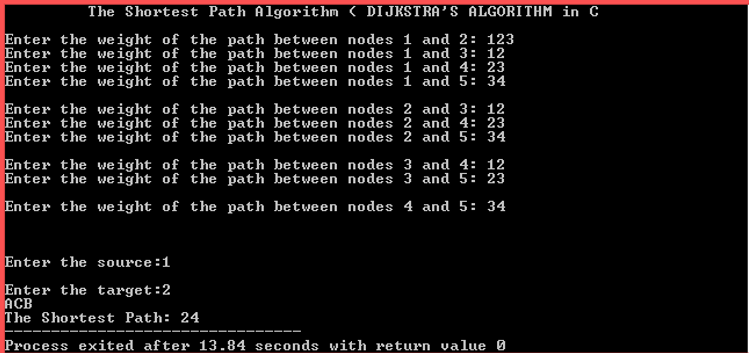 The Shortest Path Algorithm ( DIJKSTRA'S ALGORITHM in C
Enter the weight of the path between nodes 1 and 2: 123
Enter the weight of the path between nodes 1 and 3: 12
Enter the weight of the path between nodes 1 and 4: 23
Enter the weight of the path between nodes 1 and 5: 34
Enter the weight of the path between nodes 2 and 3: 12
Enter the weight of the path between nodes 2 and 4: 23
Enter the weight of the path between nodes 2 and 5: 34
Enter the weight of the path between nodes 3 and 4: 12
Enter the weight of the path between nodes 3 and 5: 23
Enter the weight of the path between nodes 4 and 5: 34
Enter the source:1
Enter the target:2
ACB
The Shortest Path: 24
--------------------------------
Process exited after 13.84 seconds with return value 0